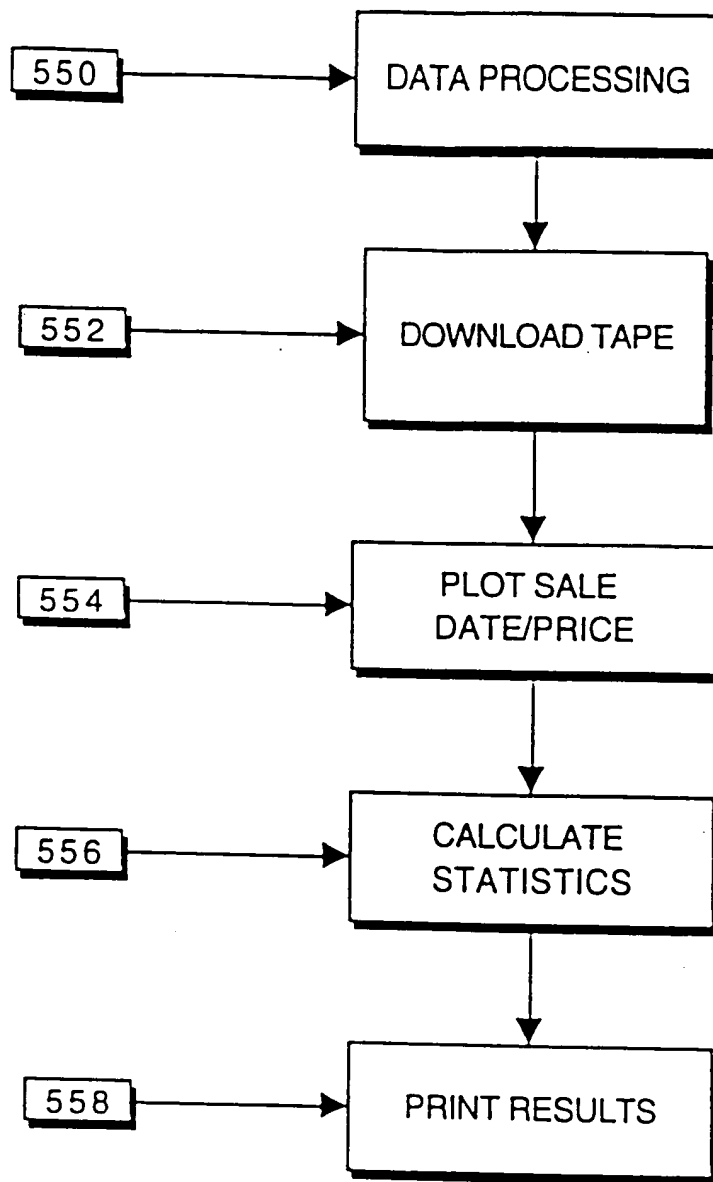 550
DATA PROCESSING
552
DOWNLOAD TAPE
554
PLOT SALE
DATE/PRICE
556
CALCULATE
STATISTICS
558
PRINT RESULTS